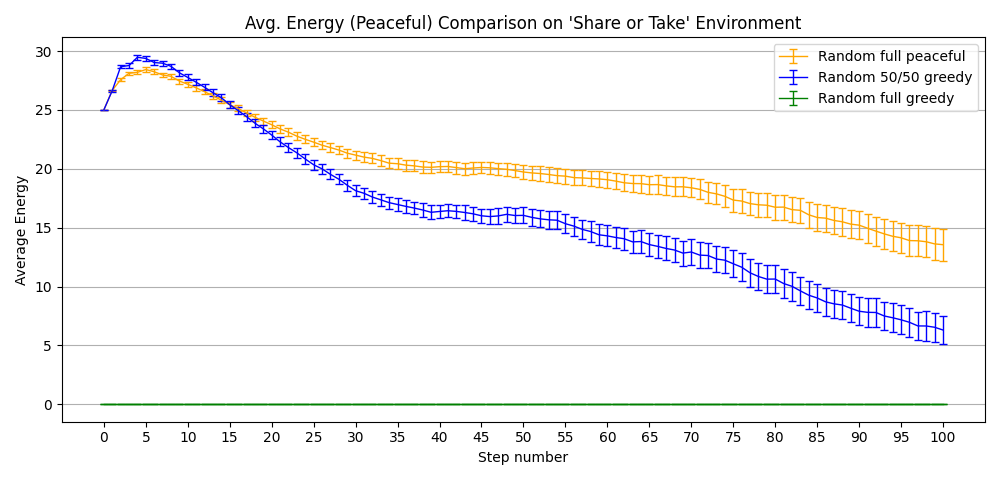 Avg. Energy (Peaceful) Comparison on 'Share or Take' Environment
30
25
20
15
10
5
0
Average Energy
Random full peaceful
Random 50/50 greedy
Random full greedy
0 5 10 15 20 25 30 35 40 45 50 55 60 65 70 75 80 85 90 95 100
Step number